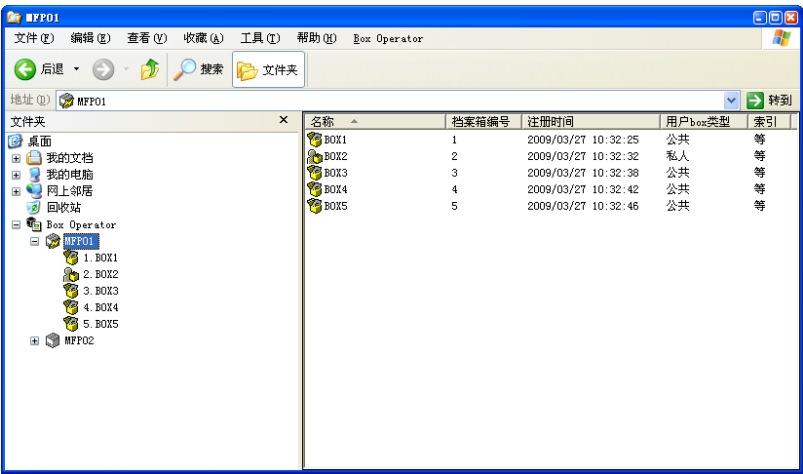 MFP01
文件(F) 编辑(E) 查看(V) 收藏(A) 工具(T) 帮助(H) Box Operator
后退 搜索 文件夹
地址(D) MFP01 转到
文件夹 x
桌面
我的文档
我的电脑
网上邻居
回收站
Box Operator
MFP01
1. BOX1
2. BOX2
3. BOX3
4. BOX4
5. BOX5
MFP02
名称 档案箱编号 注册时间 用户box类型 索引
BOX1 1 2009/03/27 10:32:25 公共 等
BOX2 2 2009/03/27 10:32:32 私人 等
BOX3 3 2009/03/27 10:32:38 公共 等
BOX4 4 2009/03/27 10:32:42 公共 等
BOX5 5 2009/03/27 10:32:46 公共 等